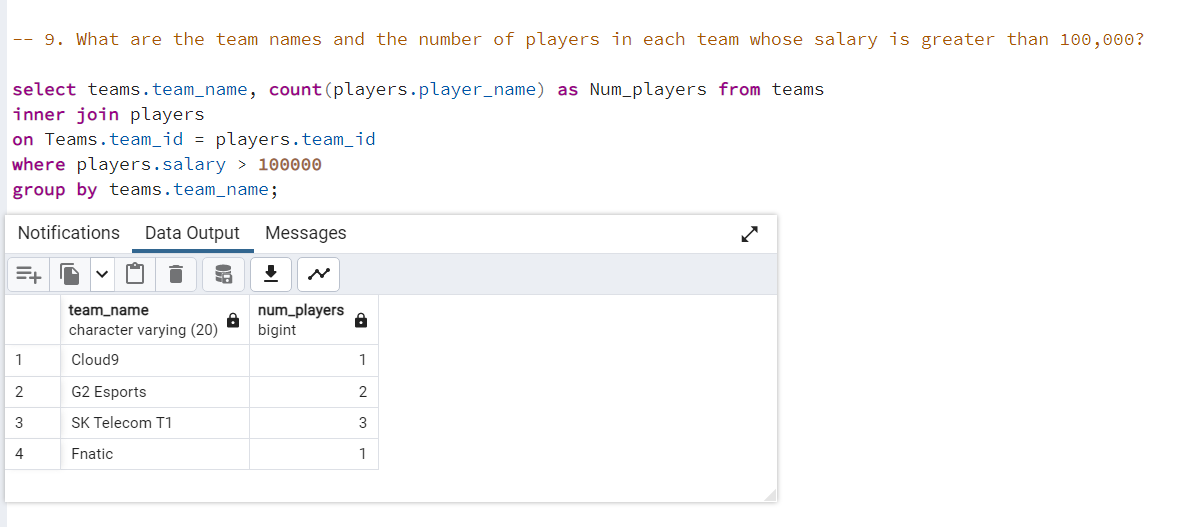 -- 9. What are the team names and the number of players in each team whose salary is greater than 100,000?
select teams.team_name, count(players.player_name) as Num_players from teams
inner join players
on Teams.team_id = players.team_id
where players.salary > 100000
group by teams.team_name;
Notifications Data Output Messages
team_name num_players
character varying (20) bigint
1 Cloud9 1
2 G2 Esports 2
3 SK Telecom T1 3
4 Fnatic 1